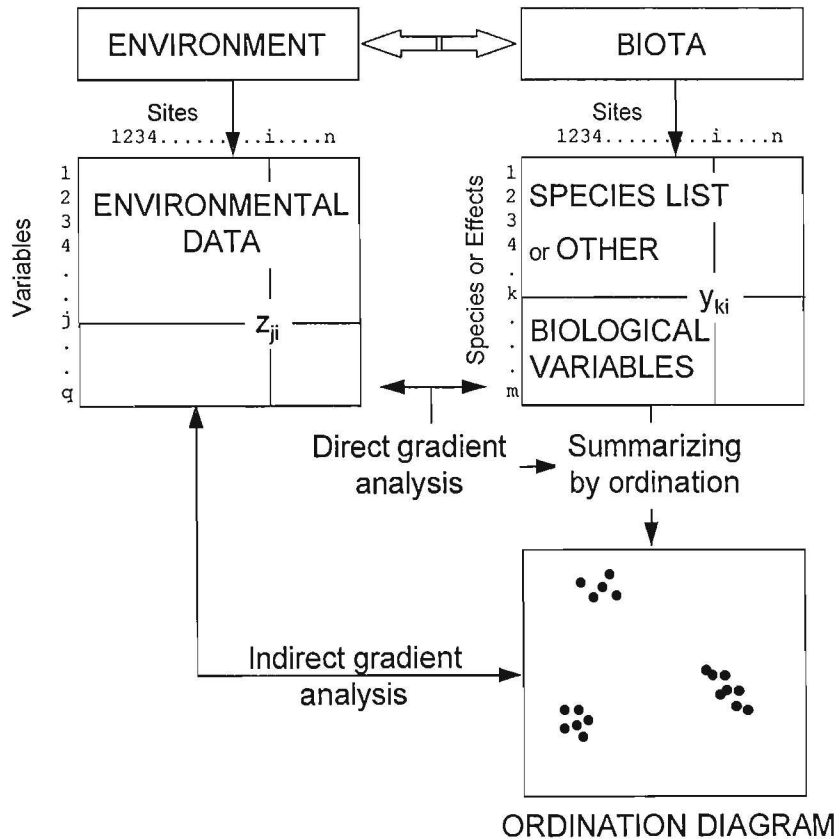 ENVIRONMENT
BIOTA
Sites
1234.........i....n
Variables
1
2
3
4
.
.
j
.
.
q
ENVIRONMENTAL
DATA
z_ji
Sites
1234.........i....n
Species or Effects
1
2
3
4
.
k
.
.
.
m
SPECIES LIST
or OTHER
y_ki
BIOLOGICAL
VARIABLES
Direct gradient
analysis
Summarizing
by ordination
Indirect gradient
analysis
ORDINATION DIAGRAM